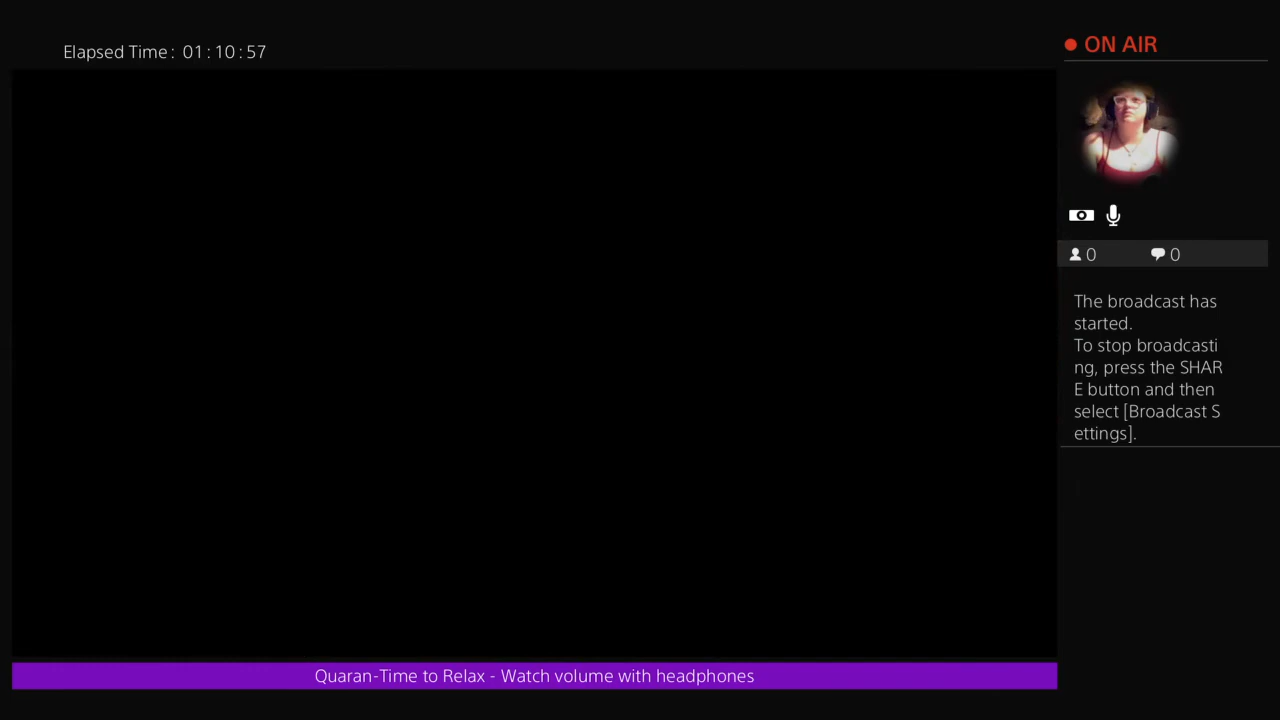 Elapsed Time: 01:10:57
ON AIR
0 0
The broadcast has
started.
To stop broadcasti
ng, press the SHAR
E button and then
select [Broadcast S
ettings].
Quaran-Time to Relax - Watch volume with headphones